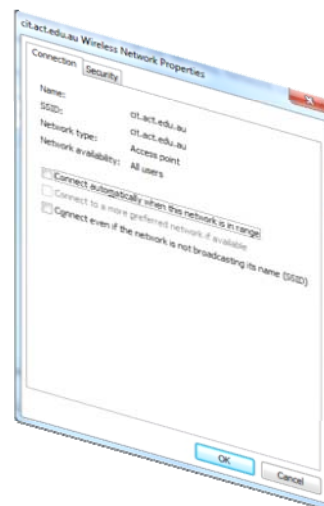 cit.act.edu.au Wireless Network Properties
Connection Security
Name: cit.act.edu.au
SSID: cit.act.edu.au
Network type: Access point
Network availability: All users
Connect automatically when this network is in range
Connect to a more preferred network if available
Connect even if the network is not broadcasting its name (SSID)
OK Cancel